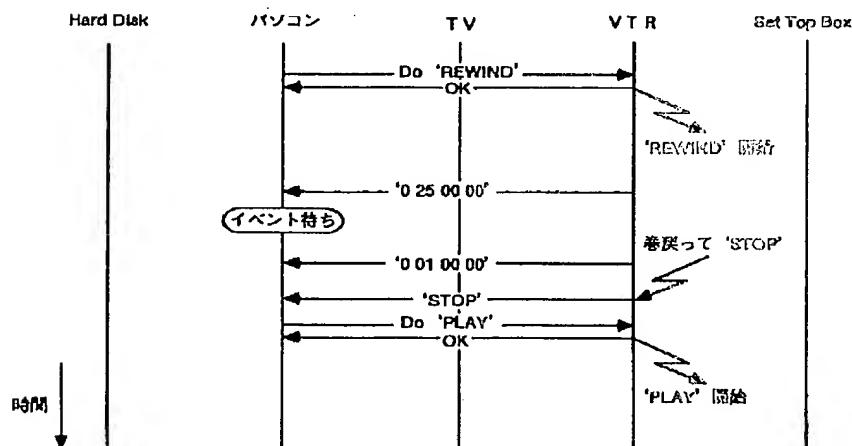 Hard Disk パソコン TV VTR Set Top Box
Do 'REWIND'
OK
'REWIND' 開始
'0 25 00 00'
イベント待ち
巻戻って 'STOP'
'0 01 00 00'
'STOP'
Do 'PLAY'
OK
'PLAY' 開始
時間